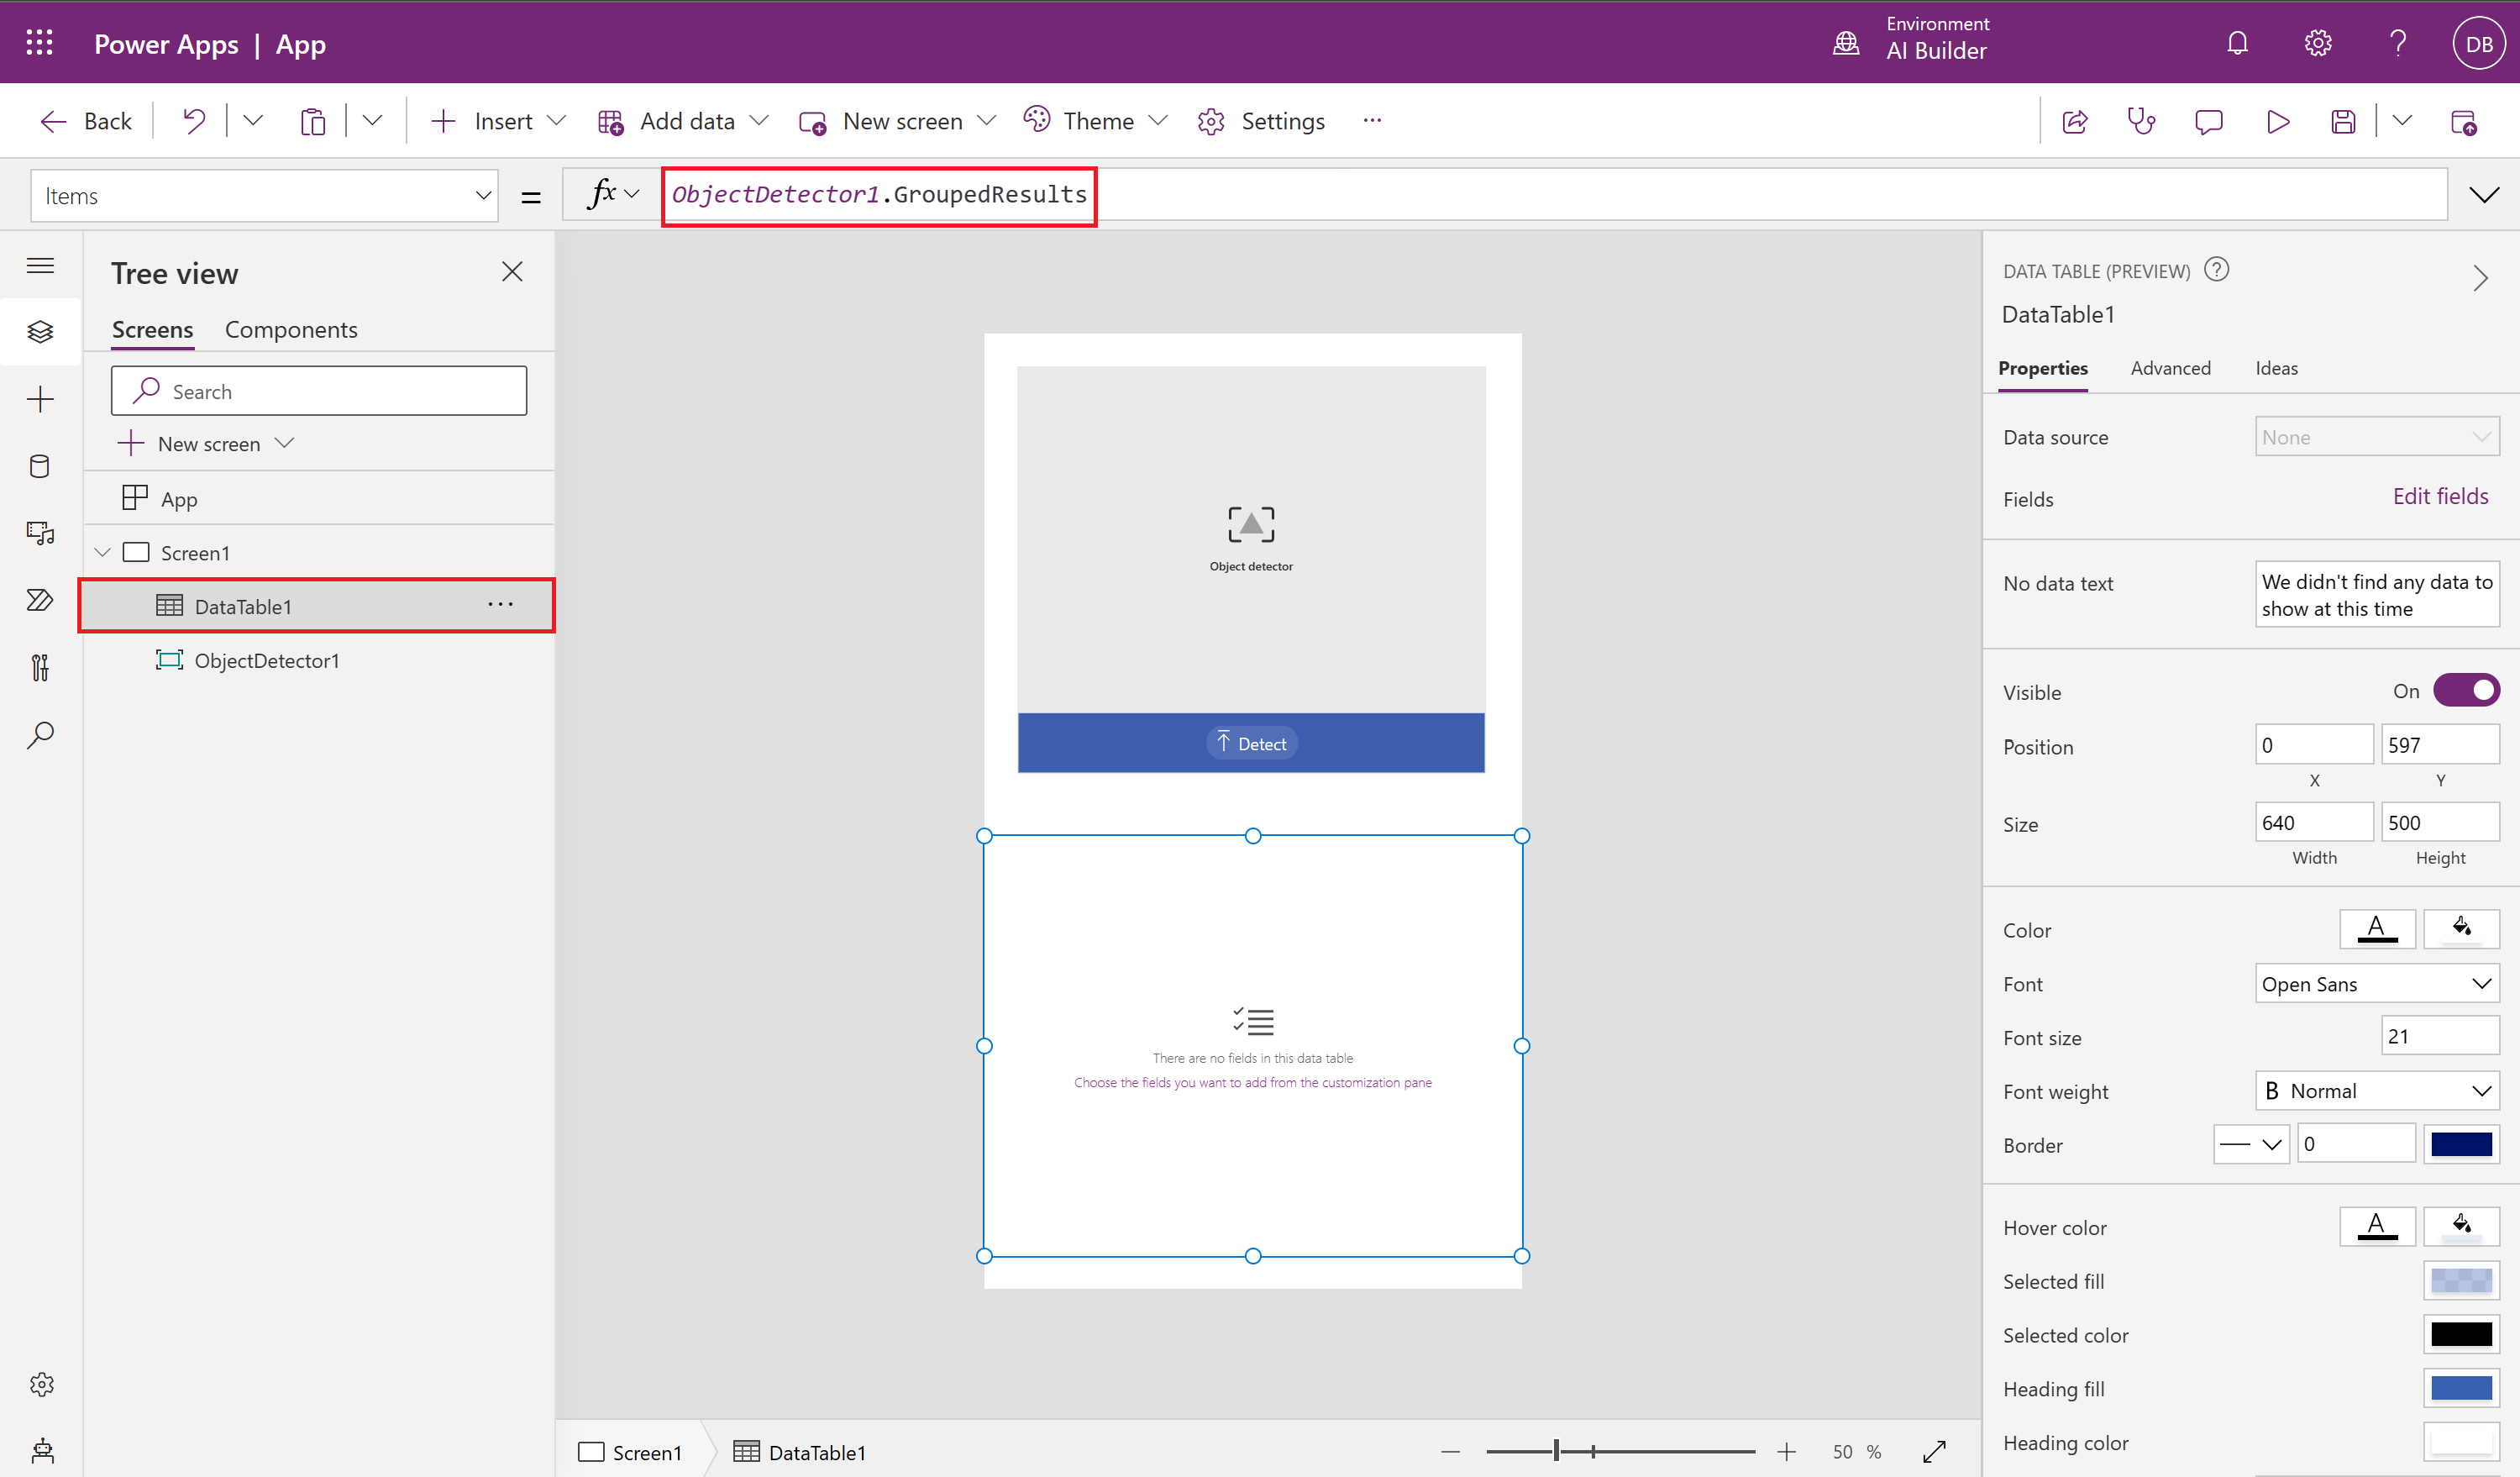 Power Apps | App
Environment
AI Builder
DB
Back
Insert
Add data
New screen
Theme
Settings
...
Items
=
fx
ObjectDetector1.GroupedResults
Tree view
Screens
Components
Search
New screen
App
Screen1
DataTable1
...
ObjectDetector1
Object detector
Detect
There are no fields in this data table
Choose the fields you want to add from the customization pane
DATA TABLE (PREVIEW) ?
DataTable1
Properties
Advanced
Ideas
Data source
None
Fields
Edit fields
No data text
We didn't find any data to
show at this time
Visible
On
Position
0
597
X
Y
Size
640
500
Width
Height
Color
A
Font
Open Sans
Font size
21
Font weight
B Normal
Border
0
Hover color
A
Selected fill
Selected color
Heading fill
Heading color
Screen1
DataTable1
50 %